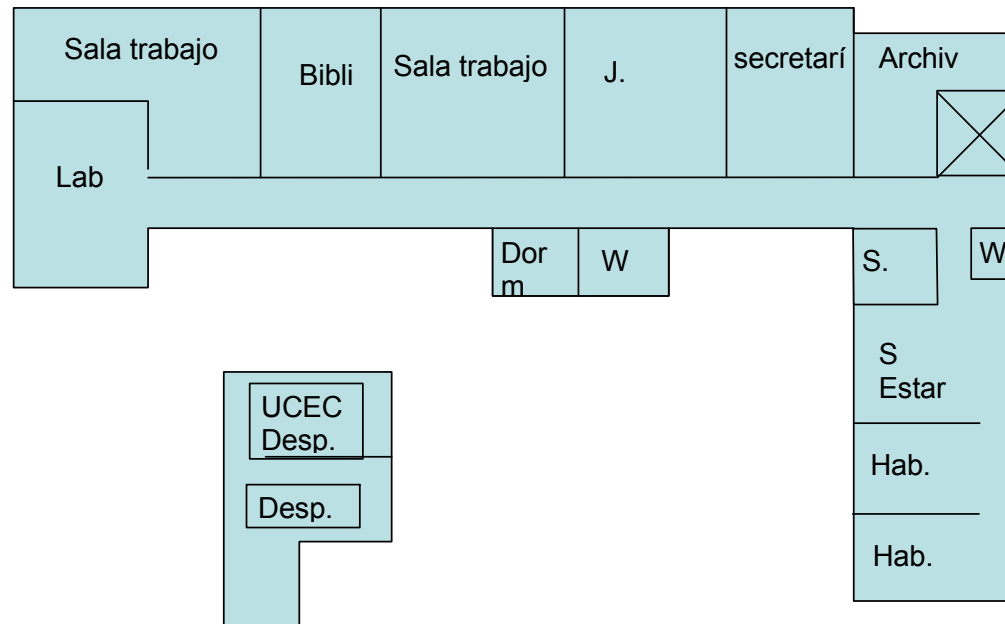 Sala trabajo
Bibli
Sala trabajo
J.
secretarí
Archiv
Lab
Dor
m
W
S.
W
S
Estar
UCEC
Desp.
Hab.
Desp.
Hab.